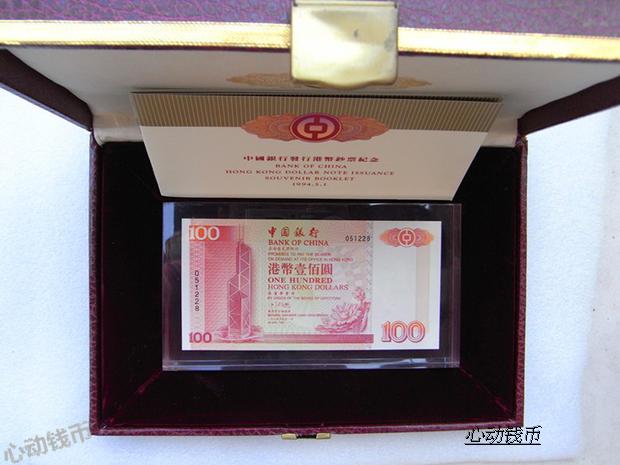 中國銀行發行港幣鈔票紀念
BANK OF CHINA
HONG KONG DOLLAR NOTE ISSUANCE
SOUVENIR BOOKLET
1994.5.1
100
中国银行
BANK OF CHINA
051228
PROMISES TO PAY THE BEARER
ON DEMAND AT ITS OFFICE IN HONG KONG
港幣壹佰圓
ONE HUNDRED
HONG KONG DOLLARS
BY ORDER OF THE BOARD OF DIRECTORS
051228
100
100
心动钱币
心动钱币